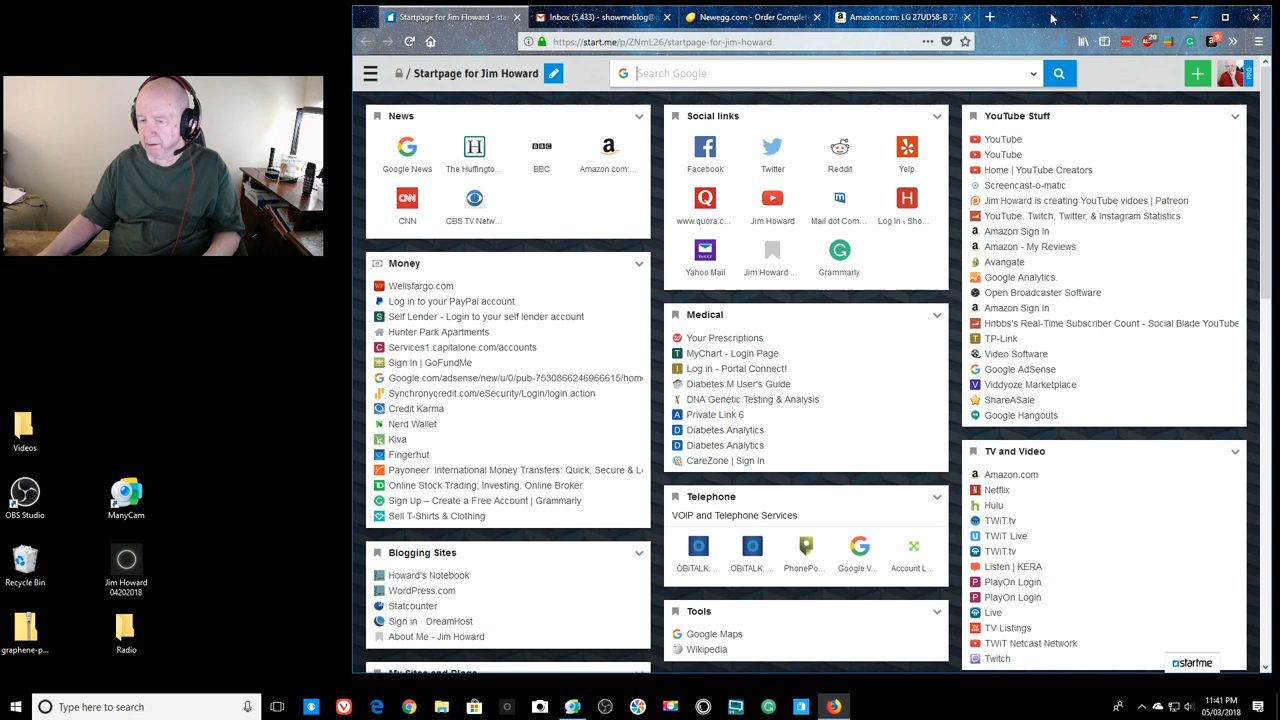 Startpage for Jim Howard - star
Inbox (5,433) - showmeblog@
Newegg.com - Order Complet
Amazon.com: LG 27UD58-B 27
https://start.me/p/ZNmL26/startpage-for-jim-howard
20
9
/ Startpage for Jim Howard
Search Google
PRO
News
Google News
The Huffingto...
BBC
Amazon.com:...
CNN
CBS TV Netw...
Money
Wellsfargo.com
Log in to your PayPal account
Self Lender - Login to your self lender account
Hunter Park Apartments
Services1.capitalone.com/accounts
Sign In | GoFundMe
Google.com/adsense/new/u/0/pub-7530866246966615/home
Synchronycredit.com/eSecurity/Login/login.action
Credit Karma
Nerd Wallet
Kiva
Fingerhut
Payoneer: International Money Transfers: Quick, Secure & L
Online Stock Trading, Investing, Online Broker
Sign Up – Create a Free Account | Grammarly
Sell T-Shirts & Clothing
Blogging Sites
Howard's Notebook
WordPress.com
Statcounter
Sign in · DreamHost
About Me - Jim Howard
My Sites and Blogs
Social links
Facebook
Twitter
Reddit
Yelp
www.quora.c...
Jim Howard
Mail dot Com...
Log In ‹ Sho...
Yahoo Mail
Jim Howard ...
Grammarly.
Medical
Your Prescriptions
MyChart - Login Page
Log in - Portal Connect!
Diabetes:M User's Guide
DNA Genetic Testing & Analysis
Private Link 6
Diabetes Analytics
Diabetes Analytics
CareZone | Sign In
Telephone
VOIP and Telephone Services
OBiTALK: ...
OBiTALK: ...
PhonePo...
Google V...
Account L...
Tools
Google Maps
Wikipedia
YouTube Stuff
YouTube
YouTube
Home | YouTube Creators
Screencast-o-matic
Jim Howard is creating YouTube vidoes | Patreon
YouTube, Twitch, Twitter, & Instagram Statistics
Amazon Sign In
Amazon - My Reviews
Avangate
Google Analytics.
Open Broadcaster Software
Amazon Sign In
Hnbbs's Real-Time Subscriber Count - Social Blade YouTube
TP-Link
Video Software
Google AdSense
Viddyoze Marketplace
ShareASale
Google Hangouts
TV and Video
Amazon.com
Netflix
Hulu
TWiT.tv
TWiT Live
TWiT.tv
Listen | KERA
PlayOn Login
PlayOn Login
Live
TV Listings
TWiT Netcast Network
Twitch
startme
Videos
OBS Studio
ManyCam
Recycle Bin
Jim Howard
04202018
graphene-p...
Radio
Type here to search
11:41 PM
05/03/2018